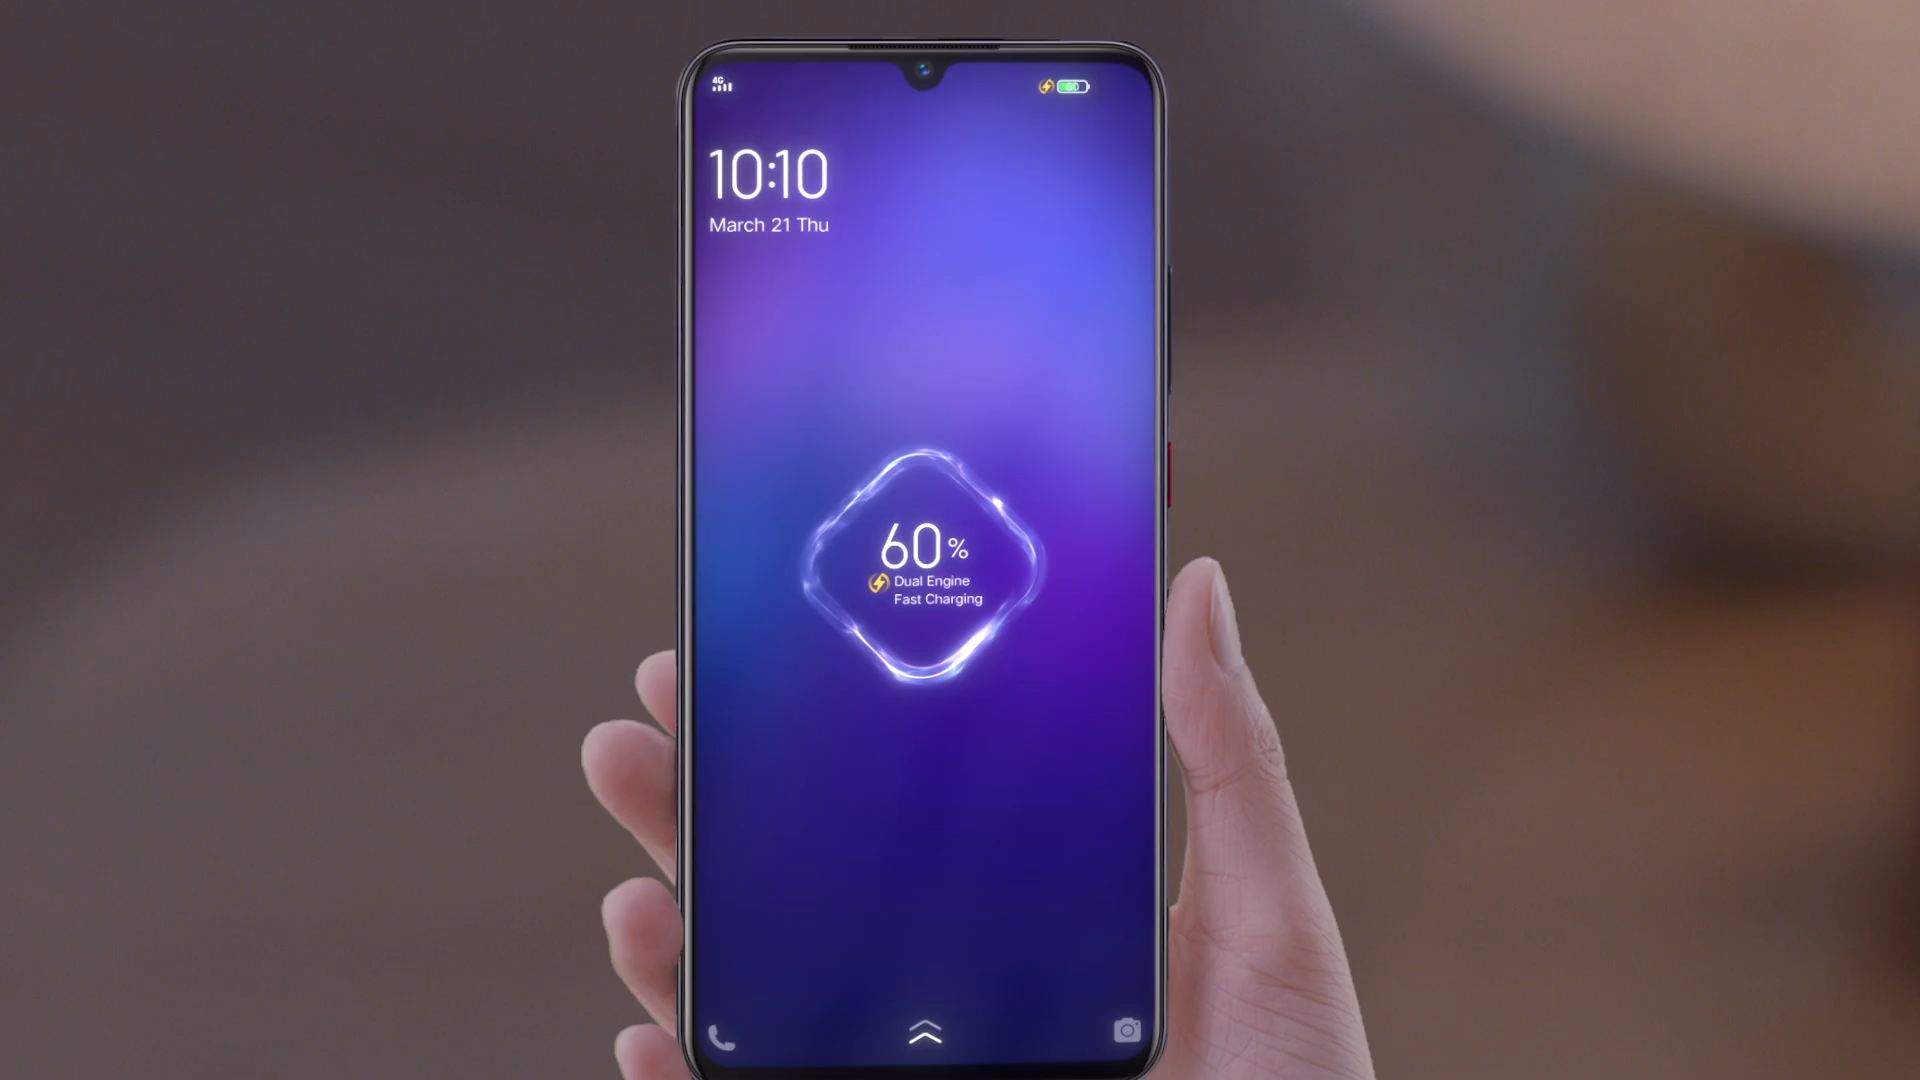 4G
10:10
March 21 Thu
60%
Dual Engine
Fast Charging